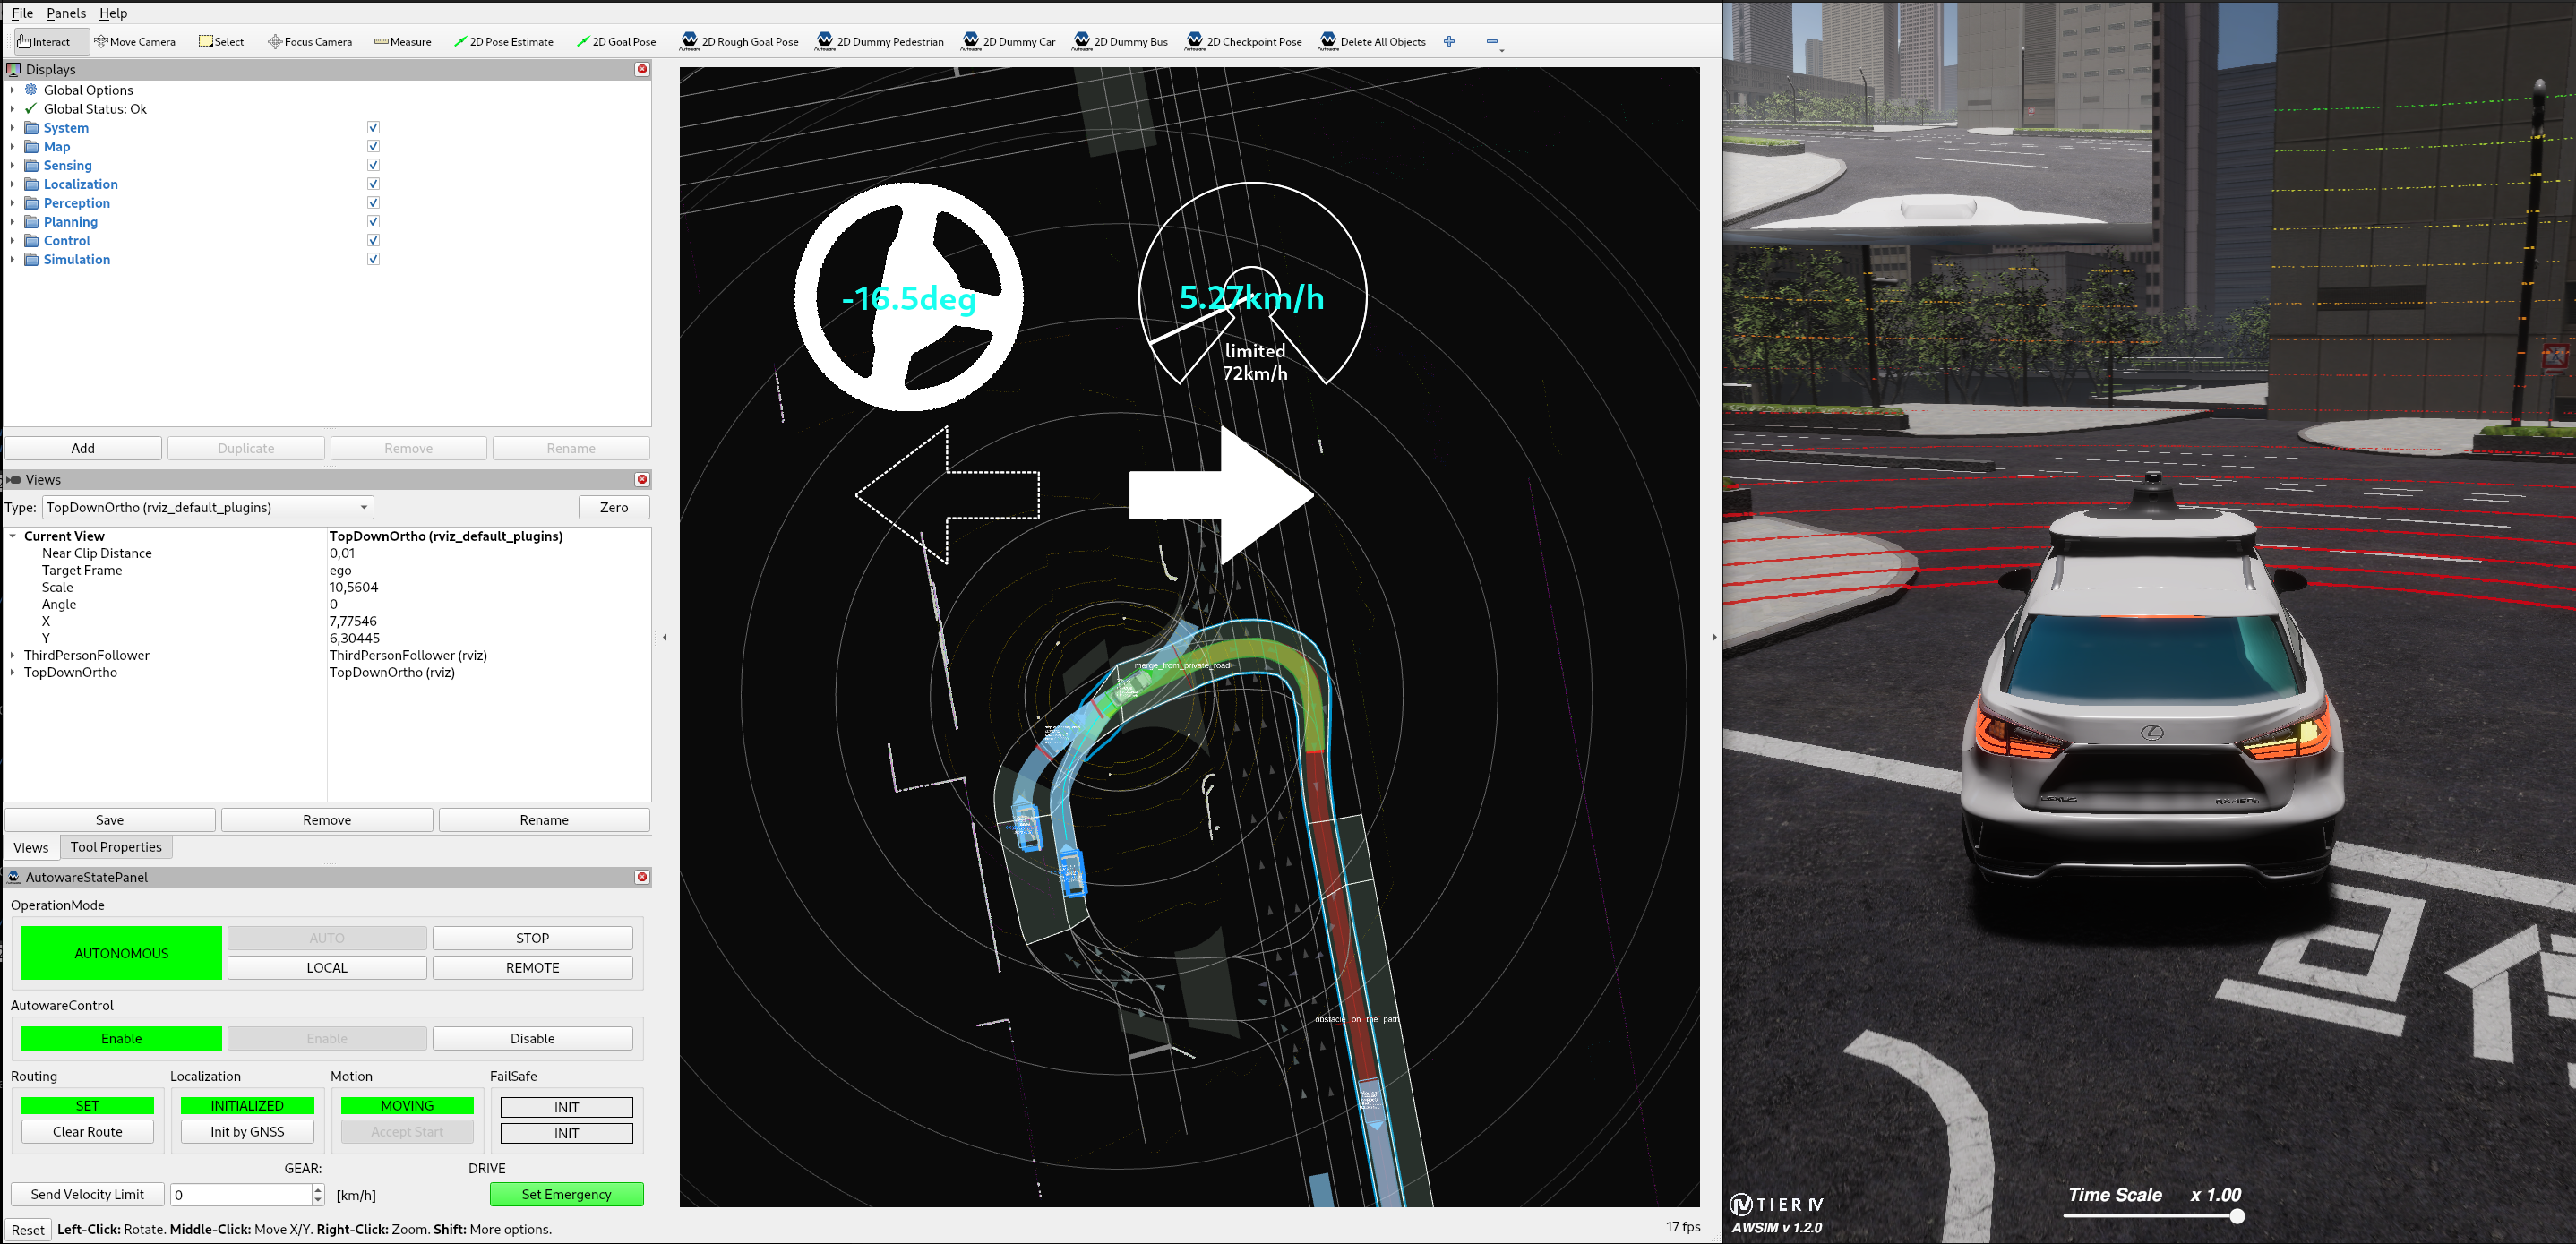 File Panels Help
Interact Move Camera Select Focus Camera Measure 2D Pose Estimate 2D Goal Pose 2D Rough Goal Pose 2D Dummy Pedestrian 2D Dummy Car 2D Dummy Bus 2D Checkpoint Pose Delete All Objects
Displays
Global Options
Global Status: Ok
System
Map
Sensing
Localization
Perception
Planning
Control
Simulation
Add Duplicate Remove Rename
Views
Type: TopDownOrtho (rviz_default_plugins) Zero
Current View TopDownOrtho (rviz_default_plugins)
Near Clip Distance 0,01
Target Frame ego
Scale 10,5604
Angle 0
X 7,77546
Y 6,30445
ThirdPersonFollower ThirdPersonFollower (rviz)
TopDownOrtho TopDownOrtho (rviz)
Save Remove Rename
Views Tool Properties
AutowareStatePanel
OperationMode
AUTONOMOUS AUTO STOP
LOCAL REMOTE
AutowareControl
Enable Enable Disable
Routing Localization Motion FailSafe
SET INITIALIZED MOVING INIT
Clear Route Init by GNSS Accept Start INIT
GEAR: DRIVE
Send Velocity Limit 0 [km/h] Set Emergency
Reset Left-Click: Rotate. Middle-Click: Move X/Y. Right-Click: Zoom. Shift: More options.
17 fps
-16.5deg
5.27km/h
limited
72km/h
merge_from_private_road
obstacle on the path
LEXUS
TIER IV
AWSIM v 1.2.0
Time Scale x 1.00